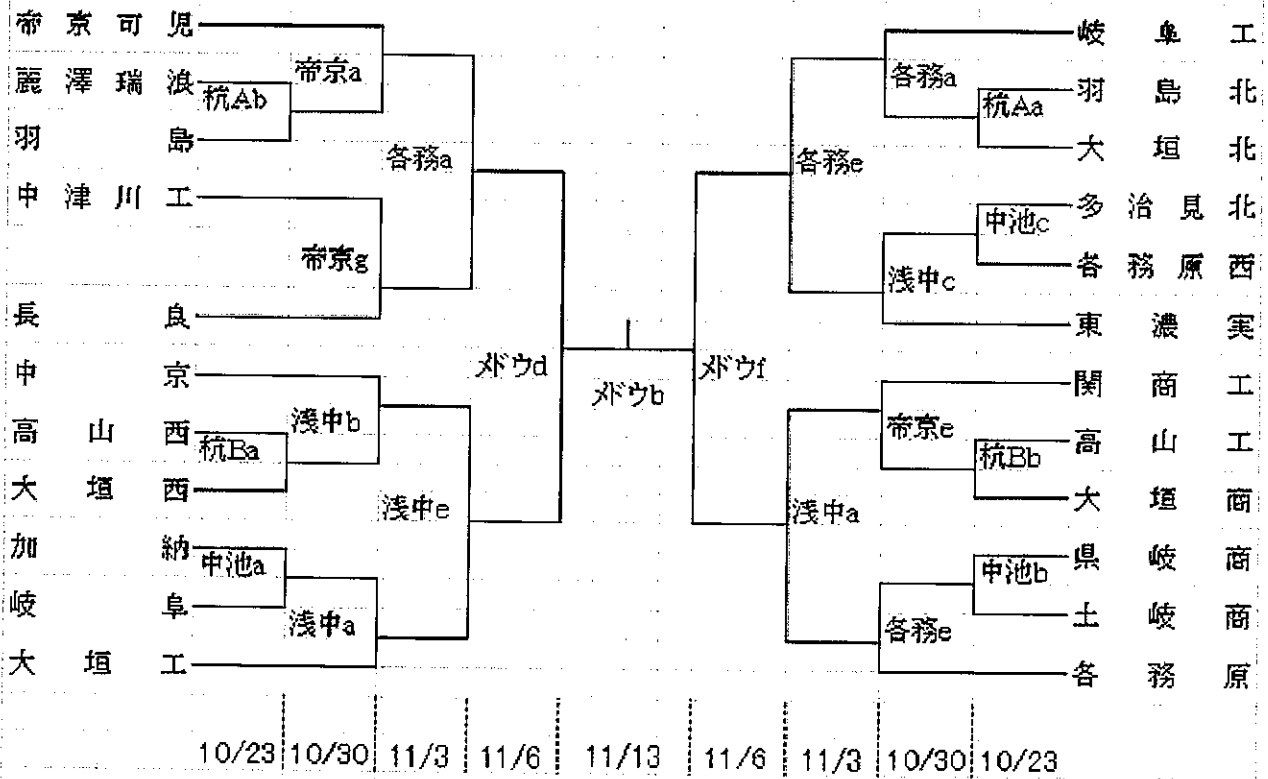 帝京可児
麗澤瑞浪
羽島
中津川工
長良
中京
高山西
大垣西
加納
岐阜
大垣工
杭Ab
杭Ba
中池a
帝京a
帝京g
浅中b
浅中a
各務a
浅中e
メドウd
メドウb
メドウf
各務e
浅中a
各務a
浅中c
帝京e
各務e
杭Aa
中池c
杭Bb
中池b
岐阜工
羽島北
大垣北
多治見北
各務原西
東濃実
関商工
高山工
大垣商
県岐商
土岐商
各務原
10/23 10/30 11/3 11/6 11/13 11/6 11/3 10/30 10/23